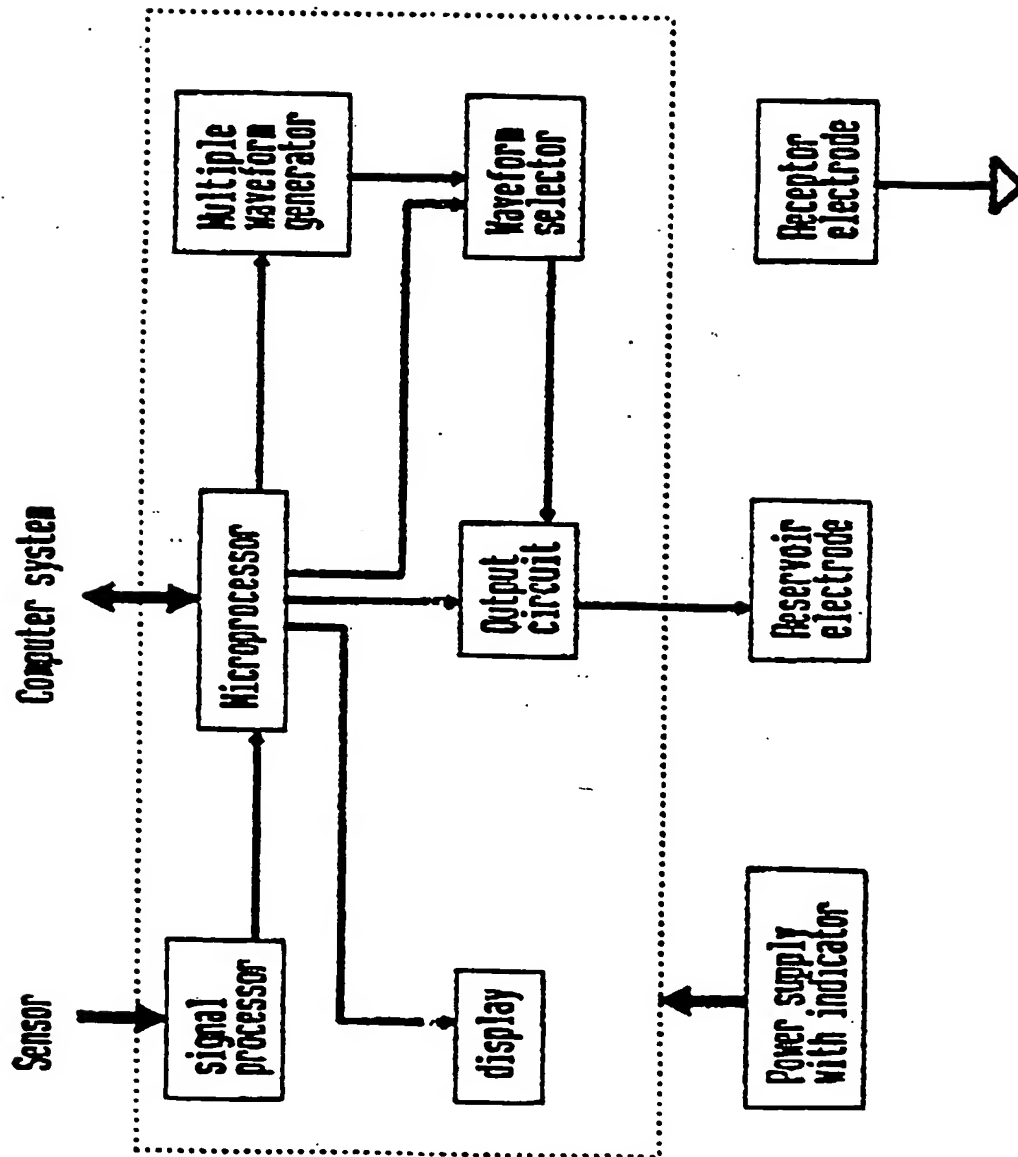 Sensor
Computer system
signal
processor
Microprocessor
Multiple
waveform
generator
display
Output
circuit
Waveform
selector
Power supply
with indicator
Reservoir
electrode
Receptor
electrode